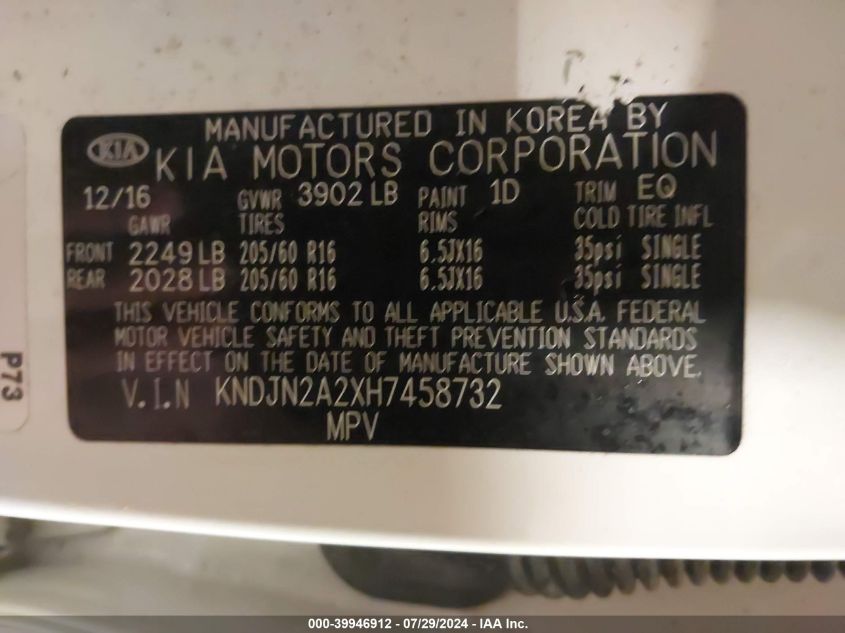 MANUFACTURED IN KOREA BY
KIA KIA MOTORS CORPORATION
12/16 GVWR 3902 LB PAINT 1D TRIM EQ
GAWR TIRES RIMS COLD TIRE INFL
FRONT 2249 LB 205/60 R16 6.5JX16 35psi SINGLE
REAR 2028 LB 205/60 R16 6.5JX16 35psi SINGLE
THIS VEHICLE CONFORMS TO ALL APPLICABLE U.S.A. FEDERAL
MOTOR VEHICLE SAFETY AND THEFT PREVENTION STANDARDS
IN EFFECT ON THE DATE OF MANUFACTURE SHOWN ABOVE.
V.I.N KNDJN2A2XH7458732
MPV
P73
000-39946912 - 07/29/2024 - IAA Inc.